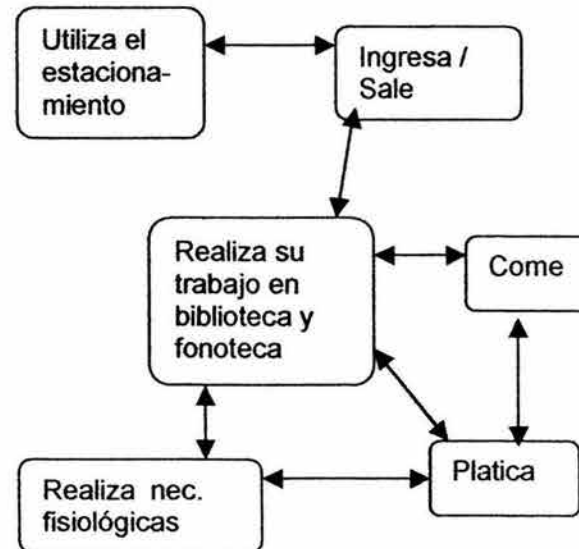 Utiliza el
estaciona-
miento
Ingresa /
Sale
Realiza su
trabajo en
biblioteca y
fonoteca
Come
Realiza nec.
fisiológicas
Platica